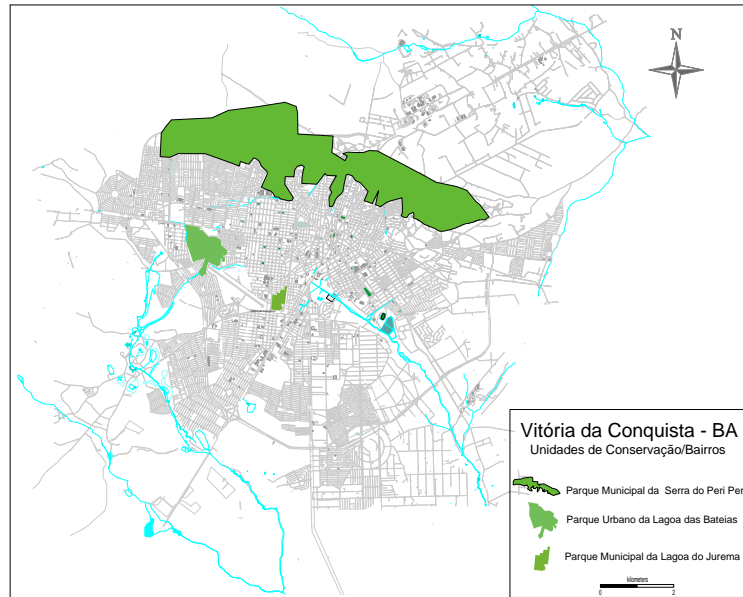 N
Vitória da Conquista - BA
Unidades de Conservação/Bairros
Parque Municipal da Serra do Peri Peri
Parque Urbano da Lagoa das Bateias
Parque Municipal da Lagoa do Jurema
kilometers
0
2